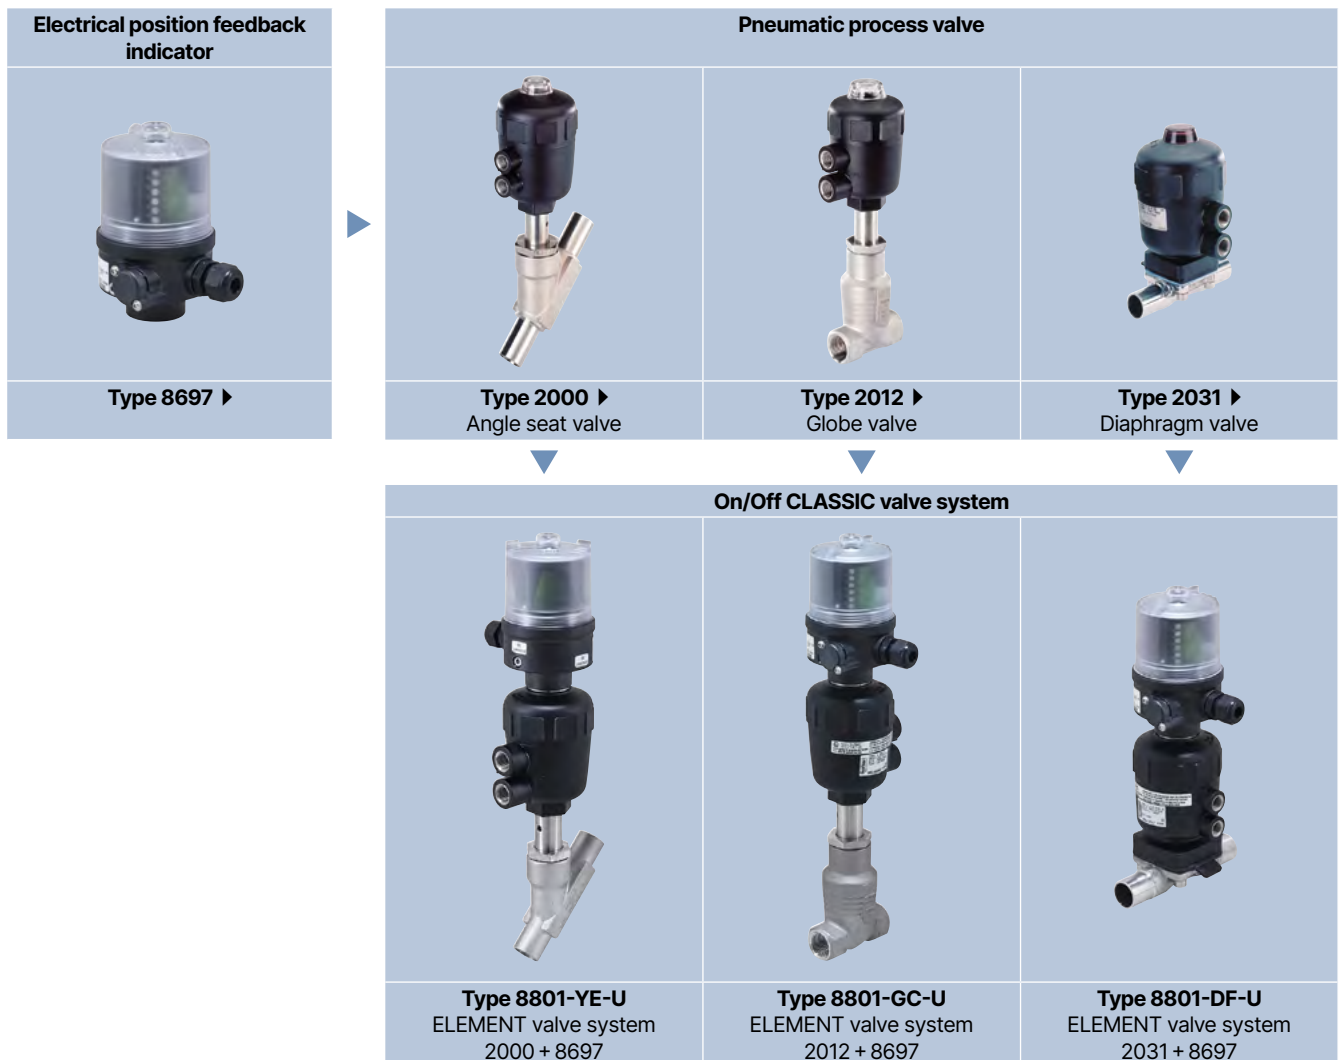 Electrical position feedback
indicator
Type 8697 ▶
Pneumatic process valve
Type 2000 ▶
Angle seat valve
Type 2012 ▶
Globe valve
Type 2031 ▶
Diaphragm valve
On/Off CLASSIC valve system
Type 8801-YE-U
ELEMENT valve system
2000 + 8697
Type 8801-GC-U
ELEMENT valve system
2012 + 8697
Type 8801-DF-U
ELEMENT valve system
2031 + 8697